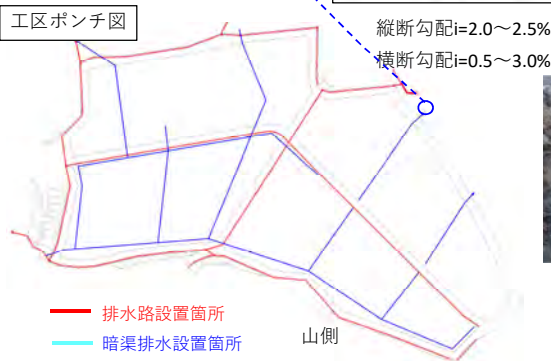 工区ポンチ図
縦断勾配i=2.0～2.5%
横断勾配i=0.5～3.0%
排水路設置箇所
暗渠排水設置箇所
山側